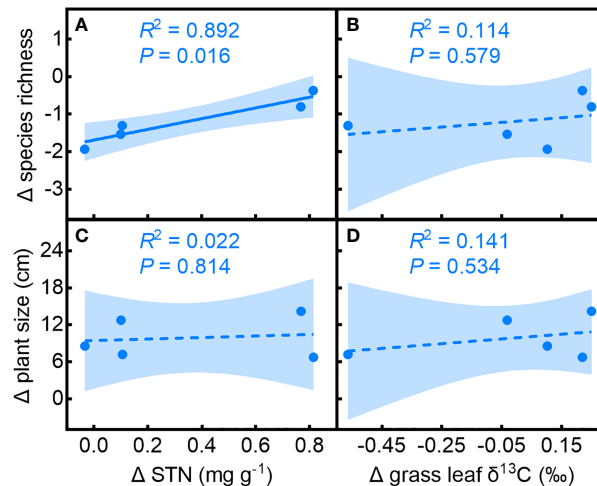 A
R² = 0.892
P = 0.016
B
R² = 0.114
P = 0.579
Δ species richness
1
0
-1
-2
-3
C
R² = 0.022
P = 0.814
D
R² = 0.141
P = 0.534
Δ plant size (cm)
24
18
12
6
0
0.0 0.2 0.4 0.6 0.8
-0.45 -0.25 -0.05 0.15
Δ STN (mg g⁻¹)
Δ grass leaf δ¹³C (‰)